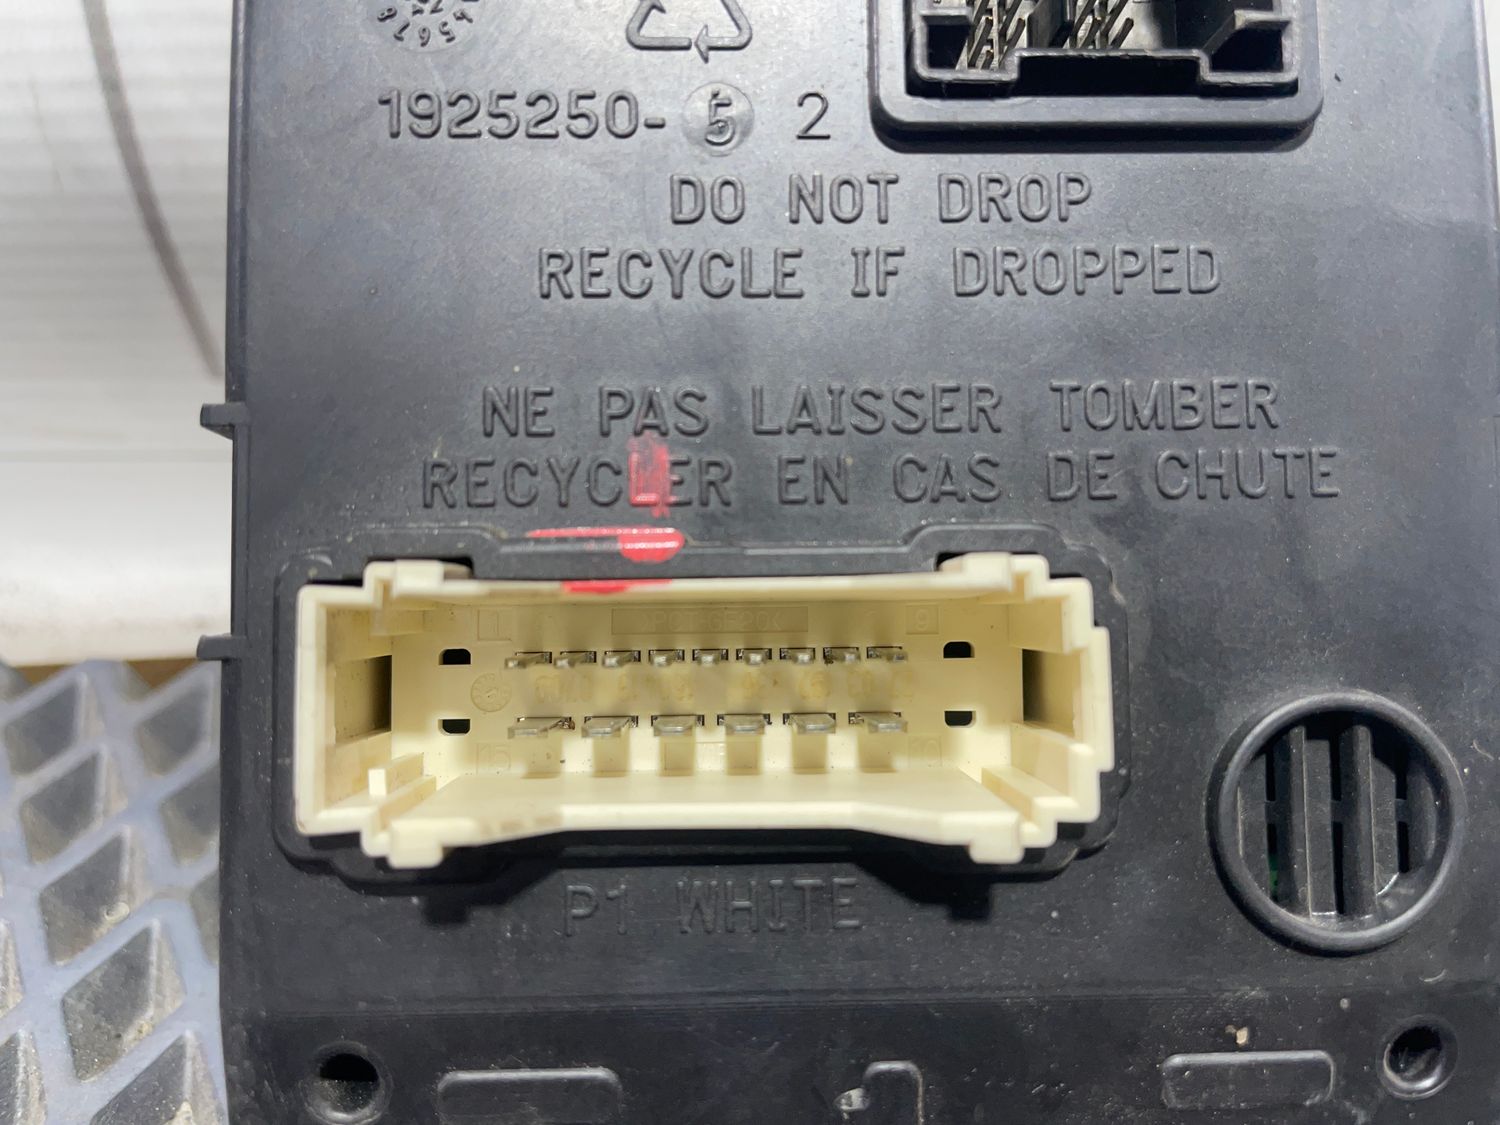 1925250-5 2
DO NOT DROP
RECYCLE IF DROPPED
NE PAS LAISSER TOMBER
RECYCLER EN CAS DE CHUTE
1
9
15
10
P1 WHITE